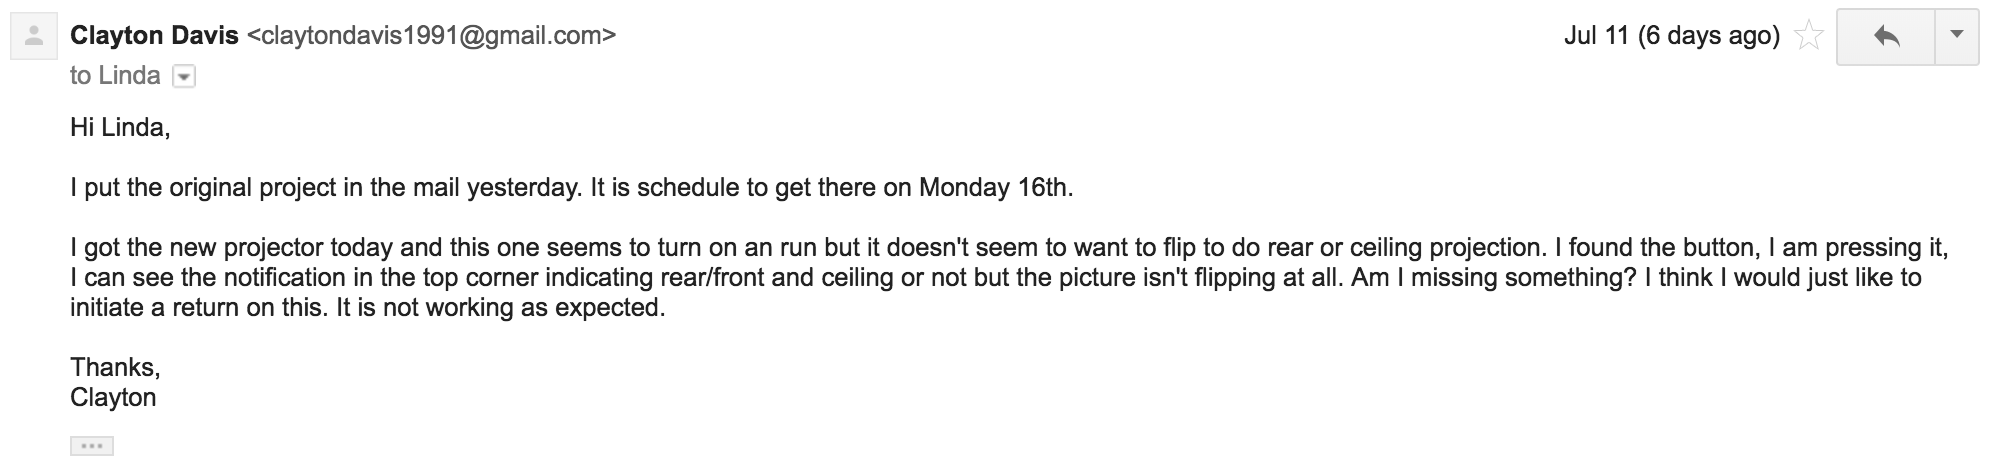 Clayton Davis <claytondavis1991@gmail.com> Jul 11 (6 days ago)
to Linda
Hi Linda,
I put the original project in the mail yesterday. It is schedule to get there on Monday 16th.
I got the new projector today and this one seems to turn on an run but it doesn't seem to want to flip to do rear or ceiling projection. I found the button, I am pressing it,
I can see the notification in the top corner indicating rear/front and ceiling or not but the picture isn't flipping at all. Am I missing something? I think I would just like to
initiate a return on this. It is not working as expected.
Thanks,
Clayton